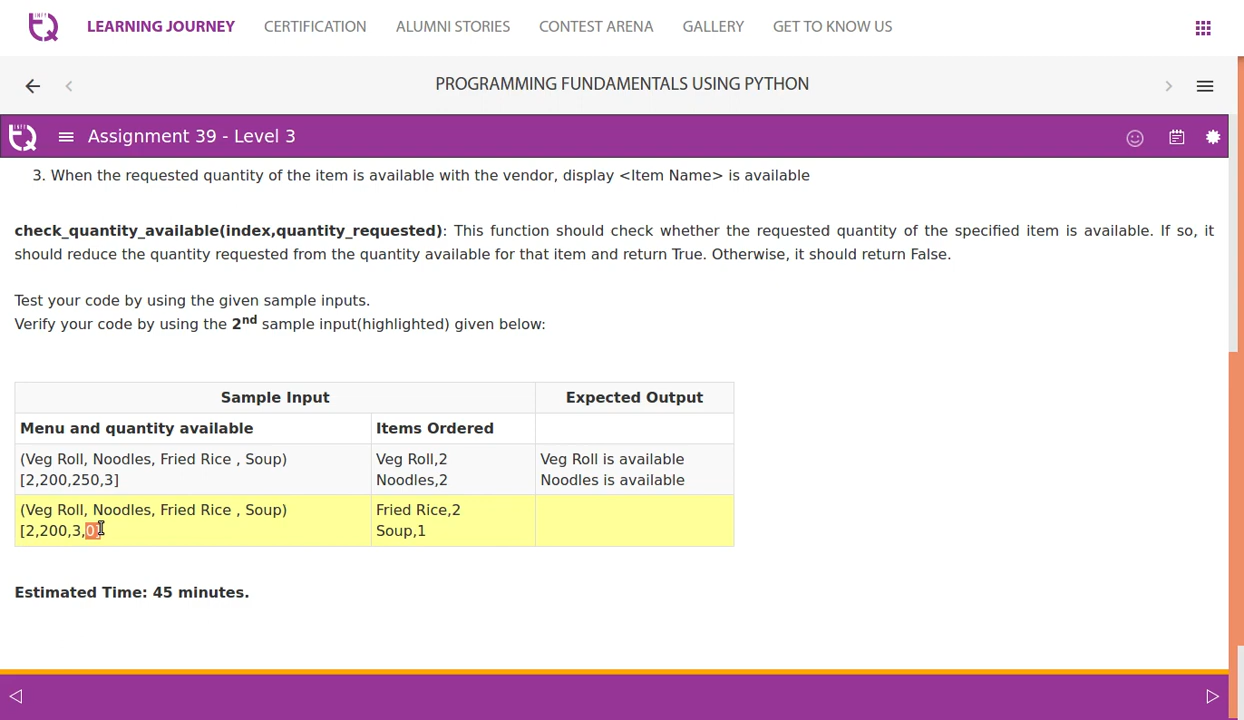 LEARNING JOURNEY CERTIFICATION ALUMNI STORIES CONTEST ARENA GALLERY GET TO KNOW US
PROGRAMMING FUNDAMENTALS USING PYTHON
Assignment 39 - Level 3
3. When the requested quantity of the item is available with the vendor, display <Item Name> is available
check_quantity_available(index,quantity_requested): This function should check whether the requested quantity of the specified item is available. If so, it
should reduce the quantity requested from the quantity available for that item and return True. Otherwise, it should return False.
Test your code by using the given sample inputs.
Verify your code by using the 2nd sample input(highlighted) given below:
Sample Input Expected Output
Menu and quantity available Items Ordered
(Veg Roll, Noodles, Fried Rice , Soup) Veg Roll,2 Veg Roll is available
[2,200,250,3] Noodles,2 Noodles is available
(Veg Roll, Noodles, Fried Rice , Soup) Fried Rice,2
[2,200,3,0] Soup,1
Estimated Time: 45 minutes.